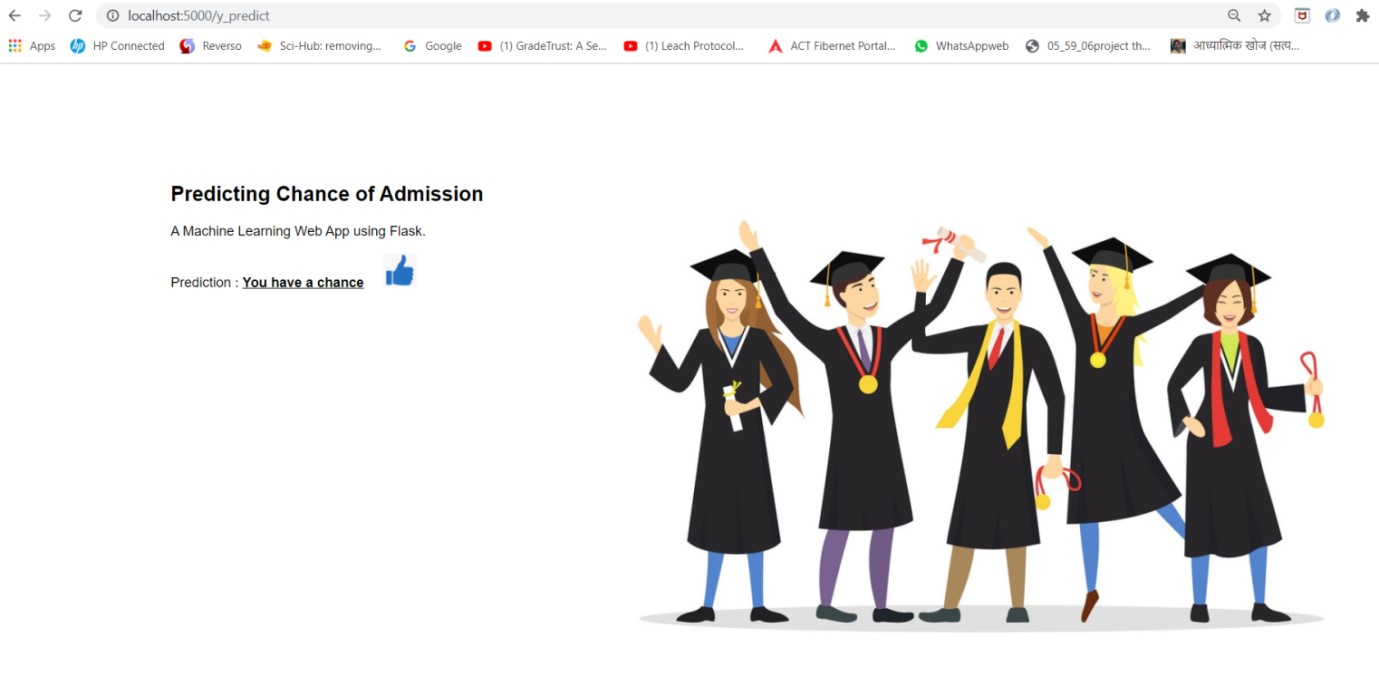 localhost:5000/y_predict
Apps HP Connected Reverso Sci-Hub: removing... Google (1) GradeTrust: A Se... (1) Leach Protocol... ACT Fibernet Portal... WhatsAppweb 05_59_06project th... आध्यात्मिक खोज (सत्य...
Predicting Chance of Admission
A Machine Learning Web App using Flask.
Prediction : You have a chance